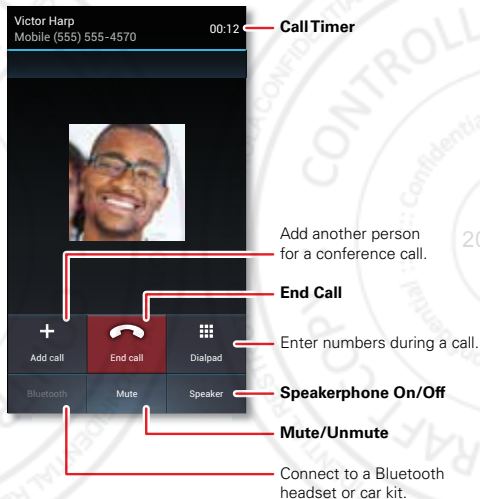 Victor Harp
Mobile (555) 555-4570
00:12
Call Timer
Add another person
for a conference call.
End Call
Add call
End call
Dialpad
Enter numbers during a call.
Bluetooth
Mute
Speaker
Speakerphone On/Off
Mute/Unmute
Connect to a Bluetooth
headset or car kit.